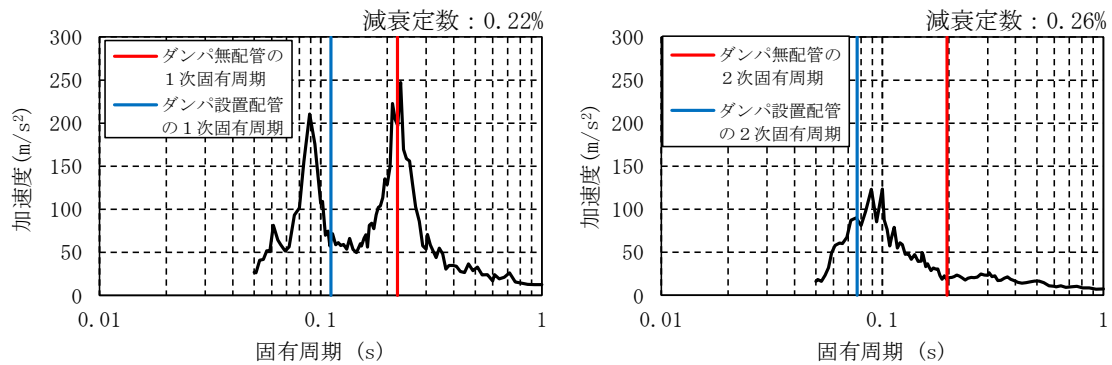 減衰定数：0.22%
300
250
200
150
100
50
0
加速度(m/s²)
ダンパ無配管の
１次固有周期
ダンパ設置配管
の１次固有周期
0.01
0.1
1
固有周期 (s)
減衰定数：0.26%
300
250
200
150
100
50
0
加速度(m/s²)
ダンパ無配管の
２次固有周期
ダンパ設置配管
の２次固有周期
0.01
0.1
1
固有周期 (s)